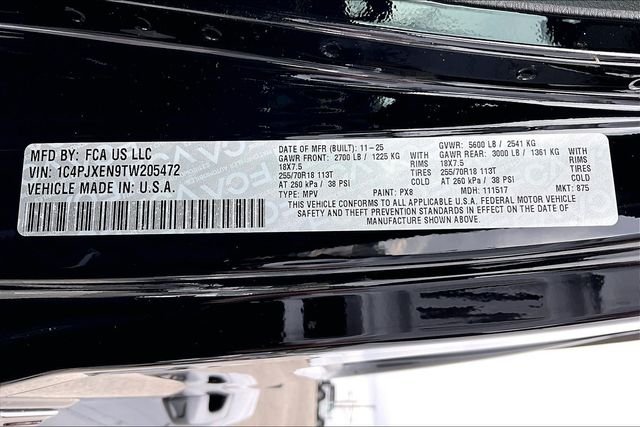 MFD BY: FCA US LLC
VIN: 1C4PJXEN9TW205472
VEHICLE MADE IN: U.S.A.
DATE OF MFR (BUILT): 11-25
GVWR: 5600 LB / 2541 KG
GAWR FRONT: 2700 LB / 1225 KG WITH
GAWR REAR: 3000 LB / 1361 KG WITH
18X7.5 RIMS
18X7.5 RIMS
255/70R18 113T TIRES
255/70R18 113T TIRES
AT 260 kPa / 38 PSI COLD
AT 260 kPa / 38 PSI COLD
TYPE: MPV PAINT: PX8 MDH: 111517 MKT: 875
THIS VEHICLE CONFORMS TO ALL APPLICABLE U.S.A. FEDERAL MOTOR VEHICLE
SAFETY AND THEFT PREVENTION STANDARDS IN EFFECT ON THE DATE OF
MANUFACTURE SHOWN ABOVE.